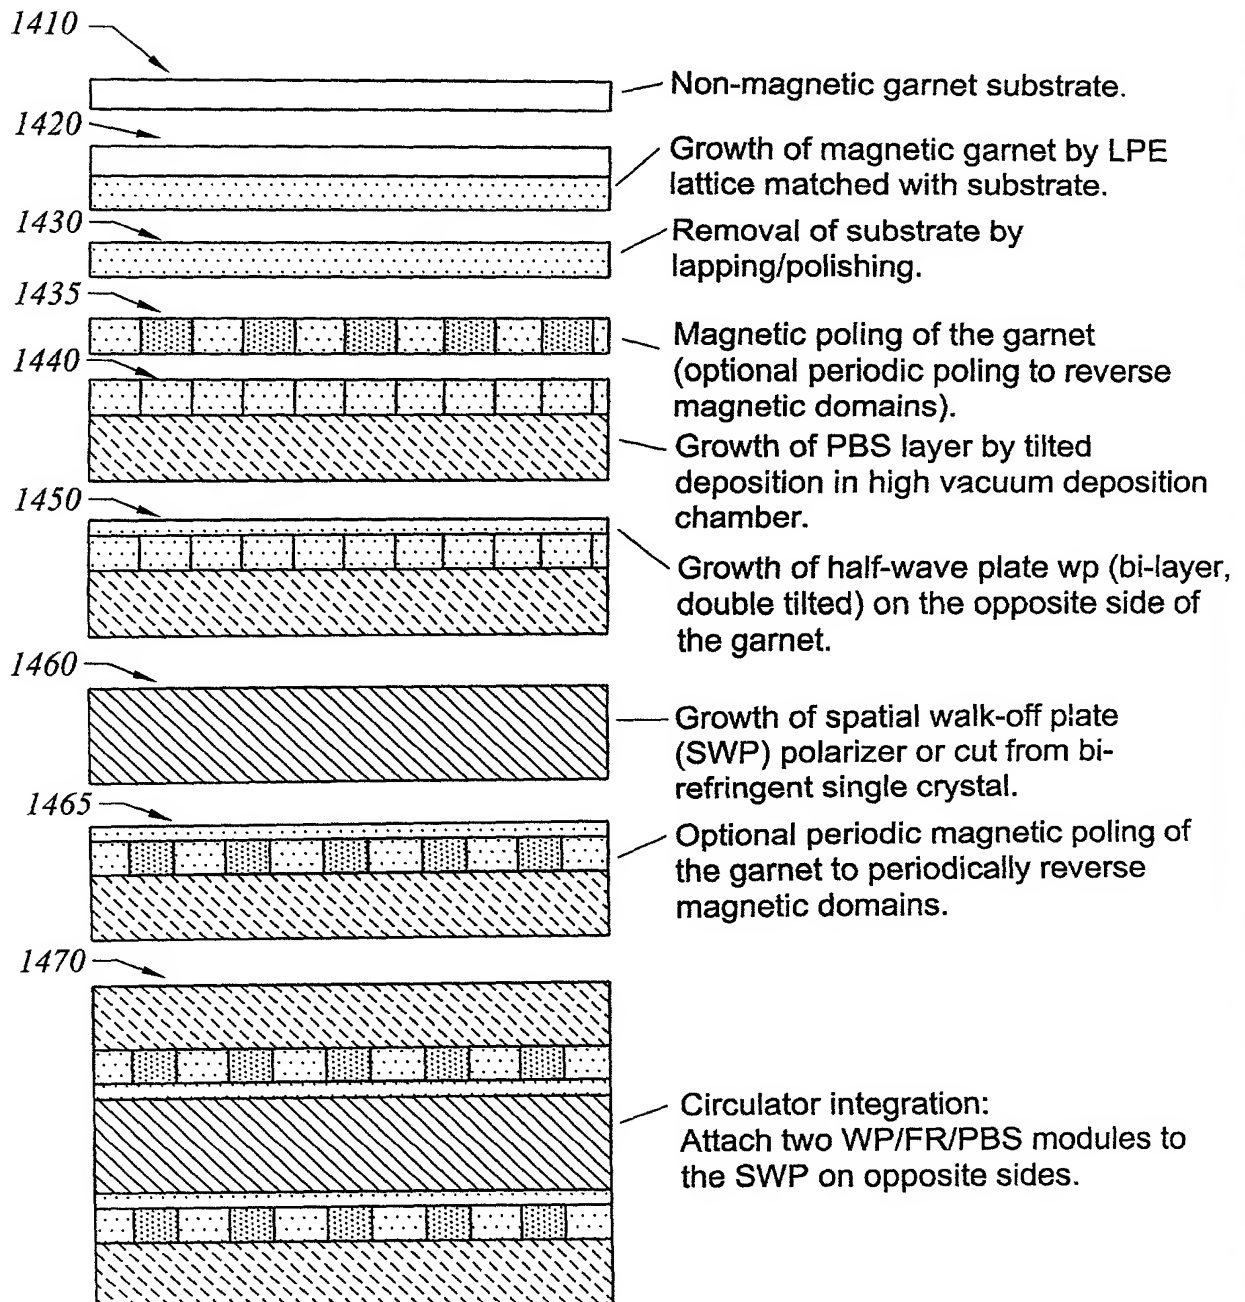 1410
Non-magnetic garnet substrate.
1420
Growth of magnetic garnet by LPE
lattice matched with substrate.
1430
Removal of substrate by
lapping/polishing.
1435
Magnetic poling of the garnet
(optional periodic poling to reverse
magnetic domains).
1440
Growth of PBS layer by tilted
deposition in high vacuum deposition
chamber.
1450
Growth of half-wave plate wp (bi-layer,
double tilted) on the opposite side of
the garnet.
1460
Growth of spatial walk-off plate
(SWP) polarizer or cut from bi-
refringent single crystal.
1465
Optional periodic magnetic poling of
the garnet to periodically reverse
magnetic domains.
1470
Circulator integration:
Attach two WP/FR/PBS modules to
the SWP on opposite sides.